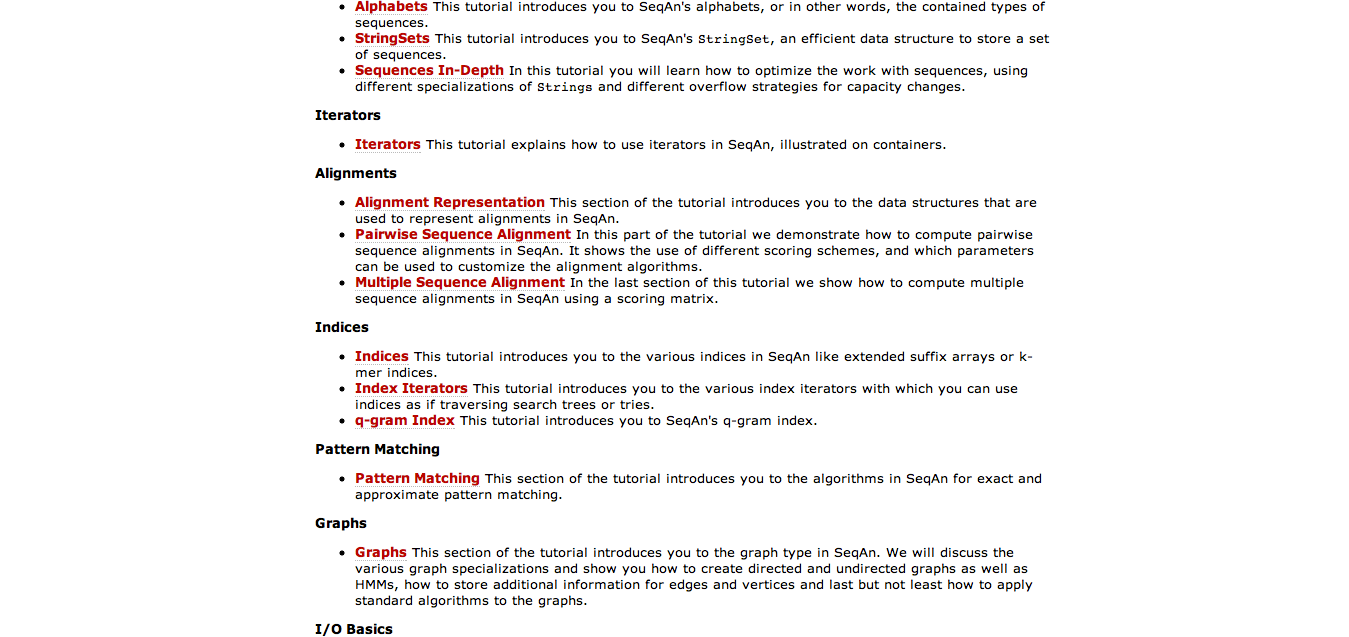 Alphabets This tutorial introduces you to SeqAn's alphabets, or in other words, the contained types of
sequences.
StringSets This tutorial introduces you to SeqAn's StringSet, an efficient data structure to store a set
of sequences.
Sequences In-Depth In this tutorial you will learn how to optimize the work with sequences, using
different specializations of Strings and different overflow strategies for capacity changes.
Iterators
Iterators This tutorial explains how to use iterators in SeqAn, illustrated on containers.
Alignments
Alignment Representation This section of the tutorial introduces you to the data structures that are
used to represent alignments in SeqAn.
Pairwise Sequence Alignment In this part of the tutorial we demonstrate how to compute pairwise
sequence alignments in SeqAn. It shows the use of different scoring schemes, and which parameters
can be used to customize the alignment algorithms.
Multiple Sequence Alignment In the last section of this tutorial we show how to compute multiple
sequence alignments in SeqAn using a scoring matrix.
Indices
Indices This tutorial introduces you to the various indices in SeqAn like extended suffix arrays or k-
mer indices.
Index Iterators This tutorial introduces you to the various index iterators with which you can use
indices as if traversing search trees or tries.
q-gram Index This tutorial introduces you to SeqAn's q-gram index.
Pattern Matching
Pattern Matching This section of the tutorial introduces you to the algorithms in SeqAn for exact and
approximate pattern matching.
Graphs
Graphs This section of the tutorial introduces you to the graph type in SeqAn. We will discuss the
various graph specializations and show you how to create directed and undirected graphs as well as
HMMs, how to store additional information for edges and vertices and last but not least how to apply
standard algorithms to the graphs.
I/O Basics